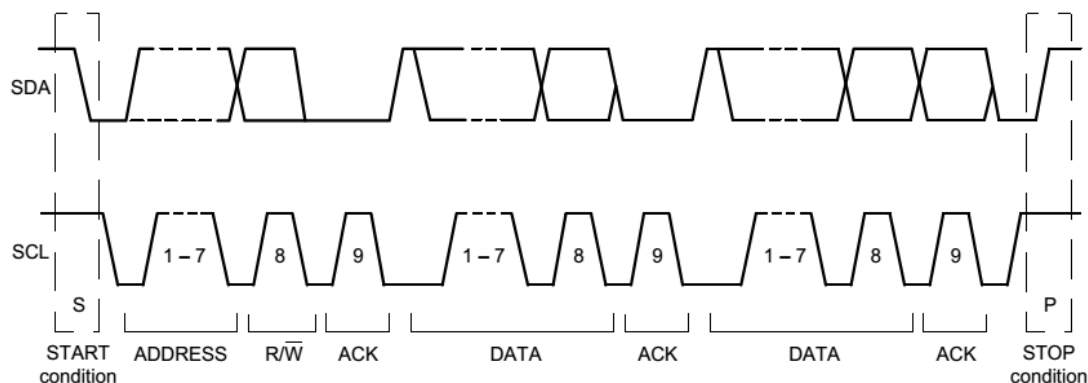 SDA
SCL
1 – 7
8
9
1 – 7
8
9
1 – 7
8
9
S
P
START
condition
ADDRESS
R/W̅
ACK
DATA
ACK
DATA
ACK
STOP
condition